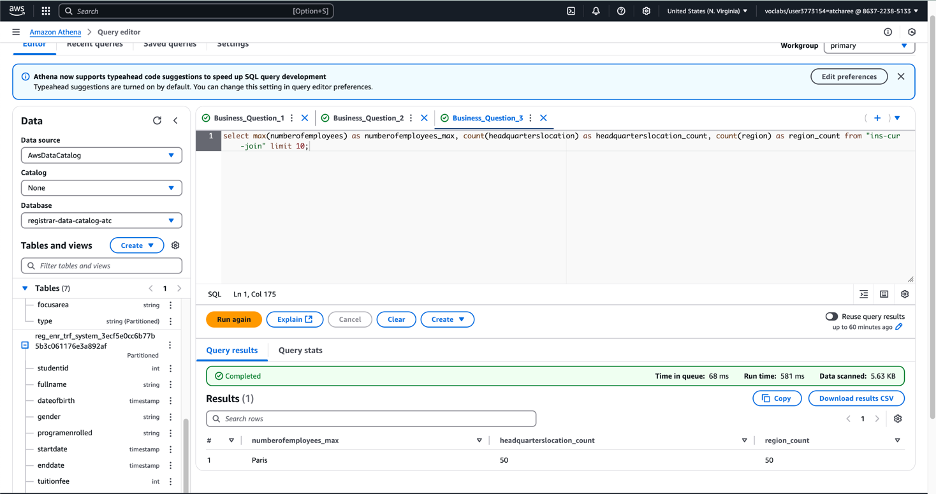 aws Search [Option+S] United States (N. Virginia) ▼ voclabs/user3773154=atcharee @ 8637-2238-5133 ▼
Amazon Athena > Query editor
Editor Recent queries Saved queries Settings Workgroup primary
Athena now supports typeahead code suggestions to speed up SQL query development
Typeahead suggestions are turned on by default. You can change this setting in query editor preferences.
Edit preferences
Data
Data source
AwsDataCatalog
Catalog
None
Database
registrar-data-catalog-atc
Tables and views Create
Filter tables and views
Tables (7) 1
focusarea string
type string (Partitioned)
reg_enr_trf_system_3ecf5e0cc6b77b
5b3c061176e3a892af
Partitioned
studentid int
fullname string
dateofbirth timestamp
gender string
programenrolled string
startdate timestamp
enddate timestamp
tuitionfee int
Business_Question_1 Business_Question_2 Business_Question_3
1 select max(numberofemployees) as numberofemployees_max, count(headquarterslocation) as headquarterslocation_count, count(region) as region_count from "ins-cur
-join" limit 10;
SQL Ln 1, Col 175
Run again Explain Cancel Clear Create
Reuse query results
up to 60 minutes ago
Query results Query stats
Completed Time in queue: 68 ms Run time: 581 ms Data scanned: 5.63 KB
Results (1) Copy Download results CSV
Search rows 1
# numberofemployees_max headquarterslocation_count region_count
1 Paris 50 50